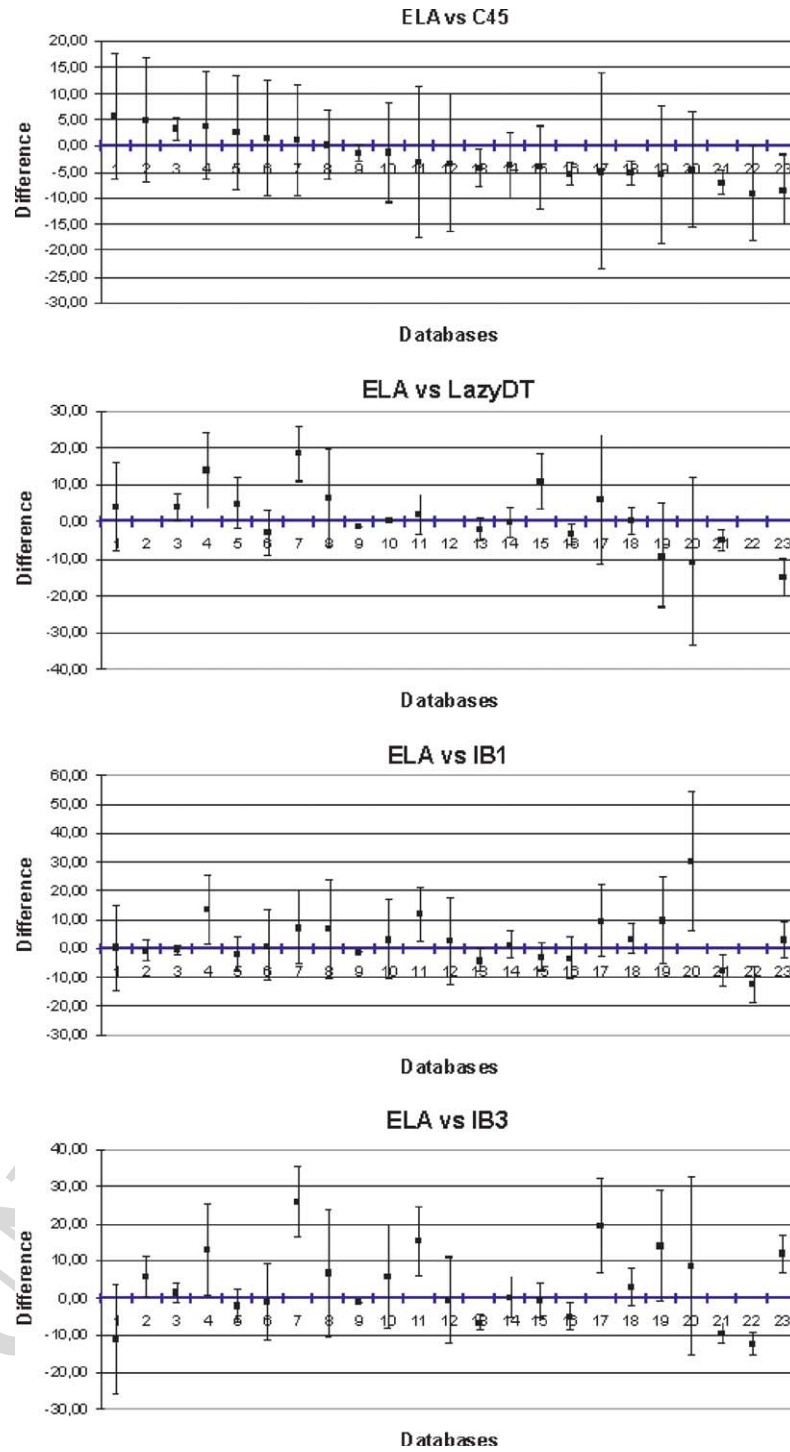 ELA vs C45
20,00
15,00
10,00
5,00
0,00
-5,00
-10,00
-15,00
-20,00
-25,00
-30,00
Difference
1 2 3 4 5 6 7 8 9 10 11 12 13 14 15 16 17 18 19 20 21 22 23
Databases
ELA vs LazyDT
30,00
20,00
10,00
0,00
-10,00
-20,00
-30,00
-40,00
Difference
1 2 3 4 5 6 7 8 9 10 11 12 13 14 15 16 17 18 19 20 21 22 23
Databases
ELA vs IB1
60,00
50,00
40,00
30,00
20,00
10,00
0,00
-10,00
-20,00
-30,00
Difference
1 2 3 4 5 6 7 8 9 10 11 12 13 14 15 16 17 18 19 20 21 22 23
Databases
ELA vs IB3
40,00
30,00
20,00
10,00
0,00
-10,00
-20,00
-30,00
Difference
1 2 3 4 5 6 7 8 9 10 11 12 13 14 15 16 17 18 19 20 21 22 23
Databases